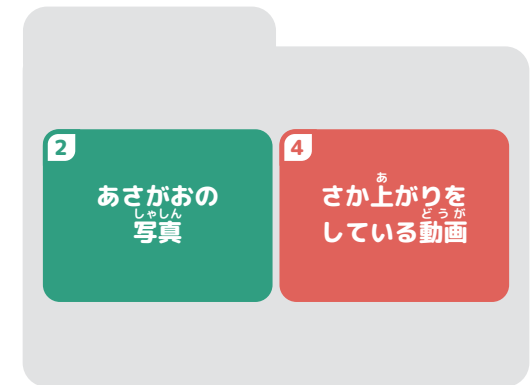 2
あさがおの
しゃしん
写真
4
あ
さか上がりを
どうが
している動画